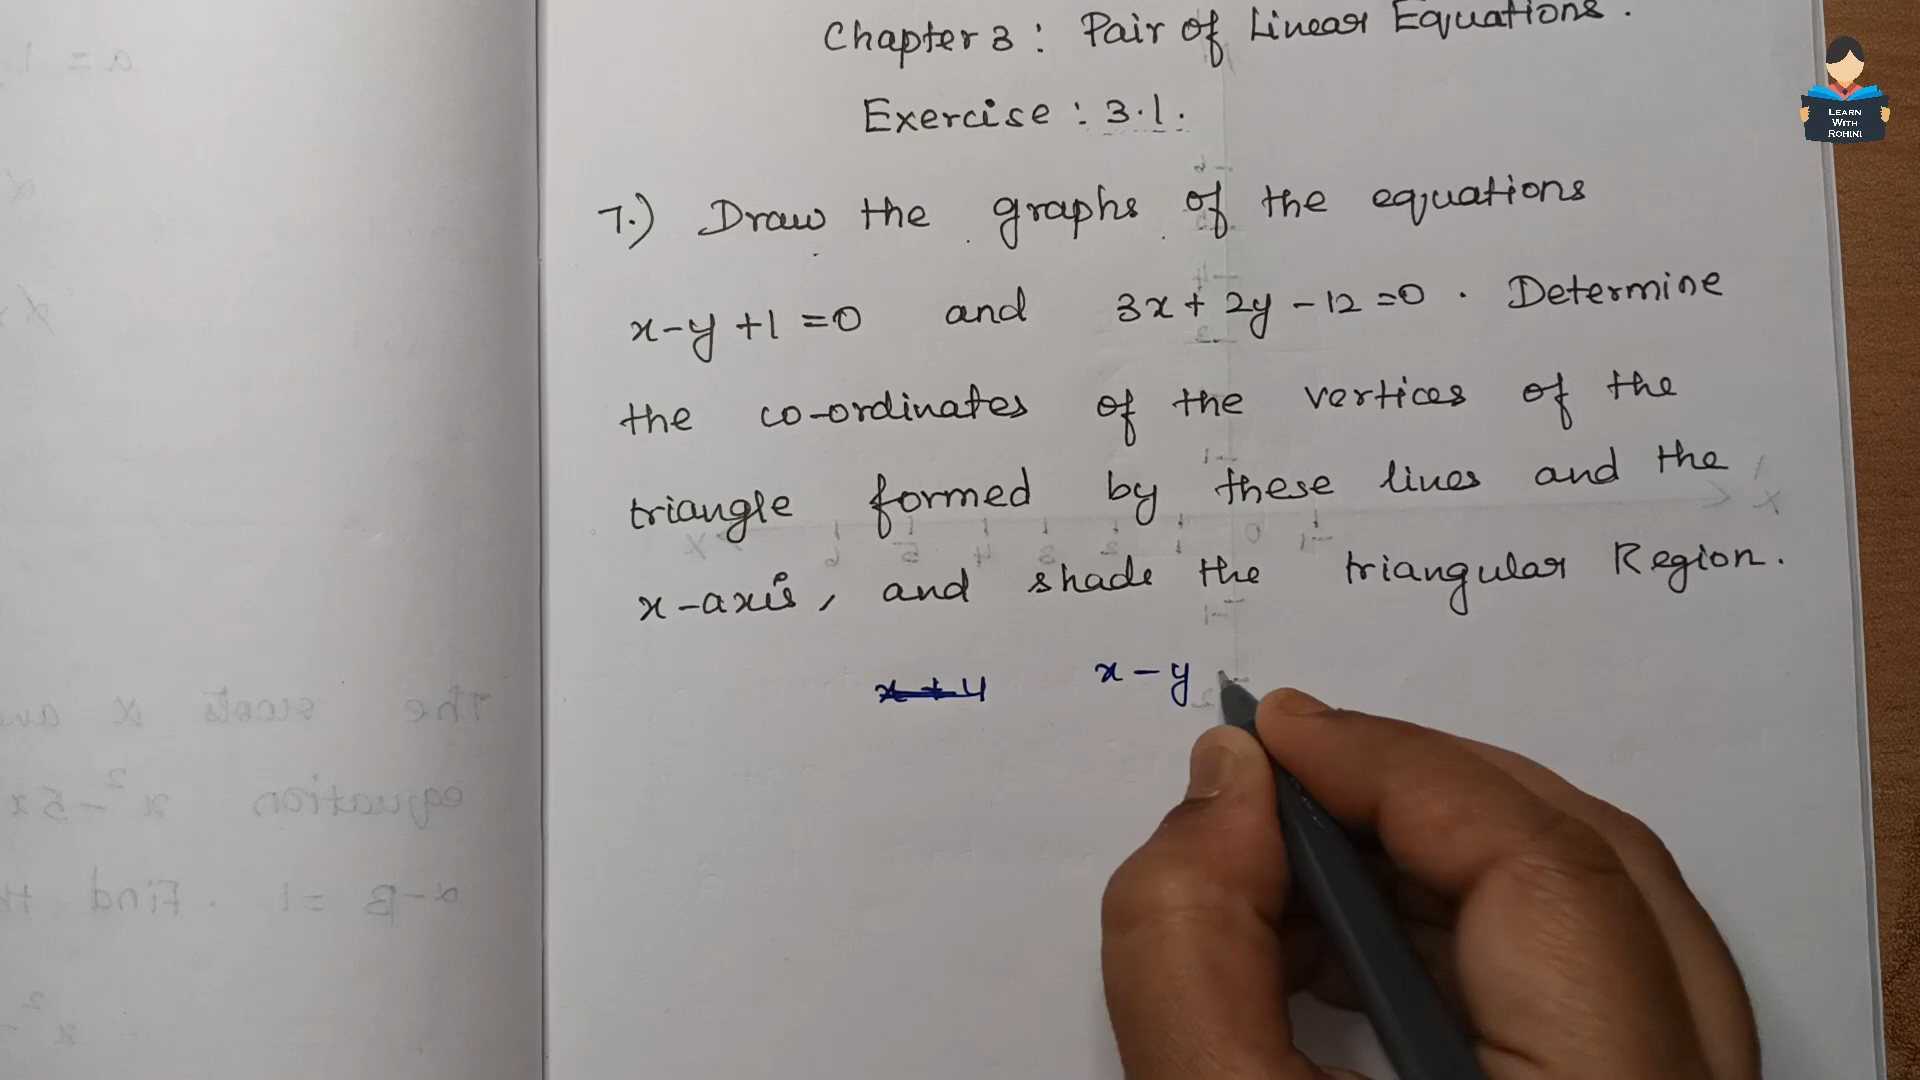 Chapter 3 : Pair of Linear Equations.
Exercise : 3.1.
7.) Draw the graphs of the equations
x-y+1=0 and 3x+2y-12=0. Determine
the co-ordinates of the vertices of the
triangle formed by these lines and the
x-axis, and shade the triangular Region.
x-y
LEARN
WITH
ROHINI